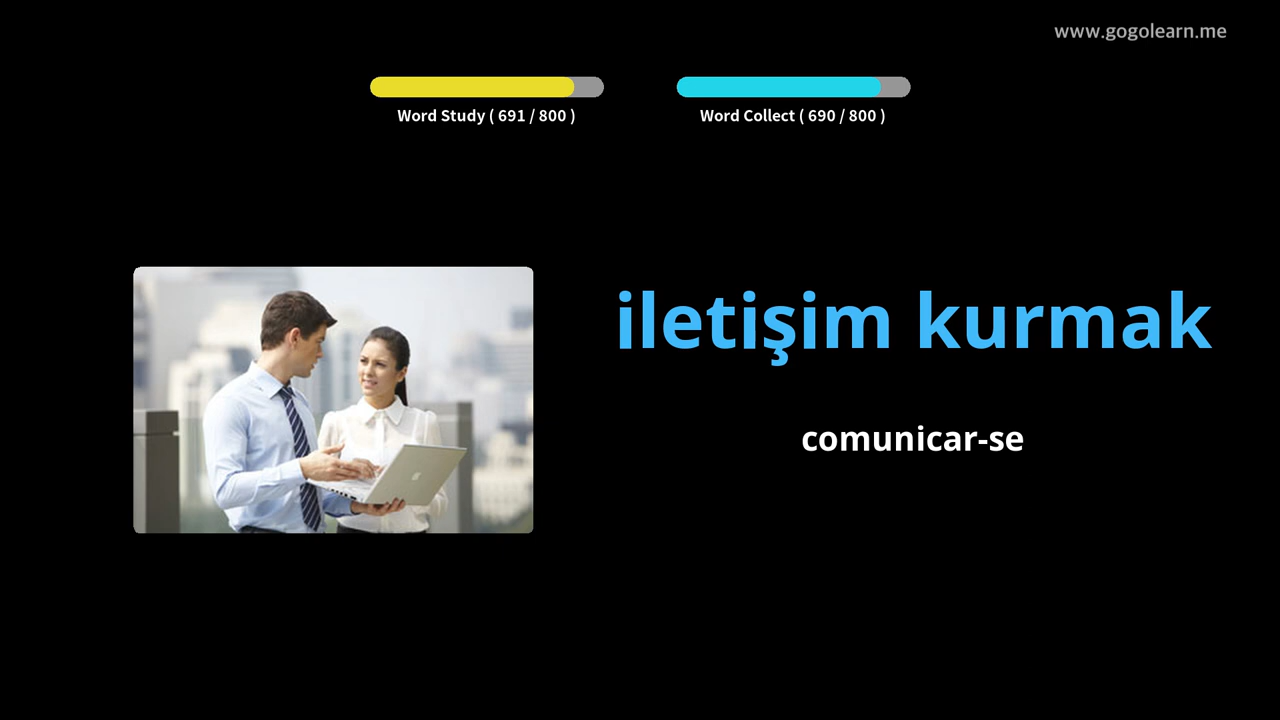 www.gogolearn.me
Word Study ( 691 / 800 )
Word Collect ( 690 / 800 )
iletişim kurmak
comunicar-se